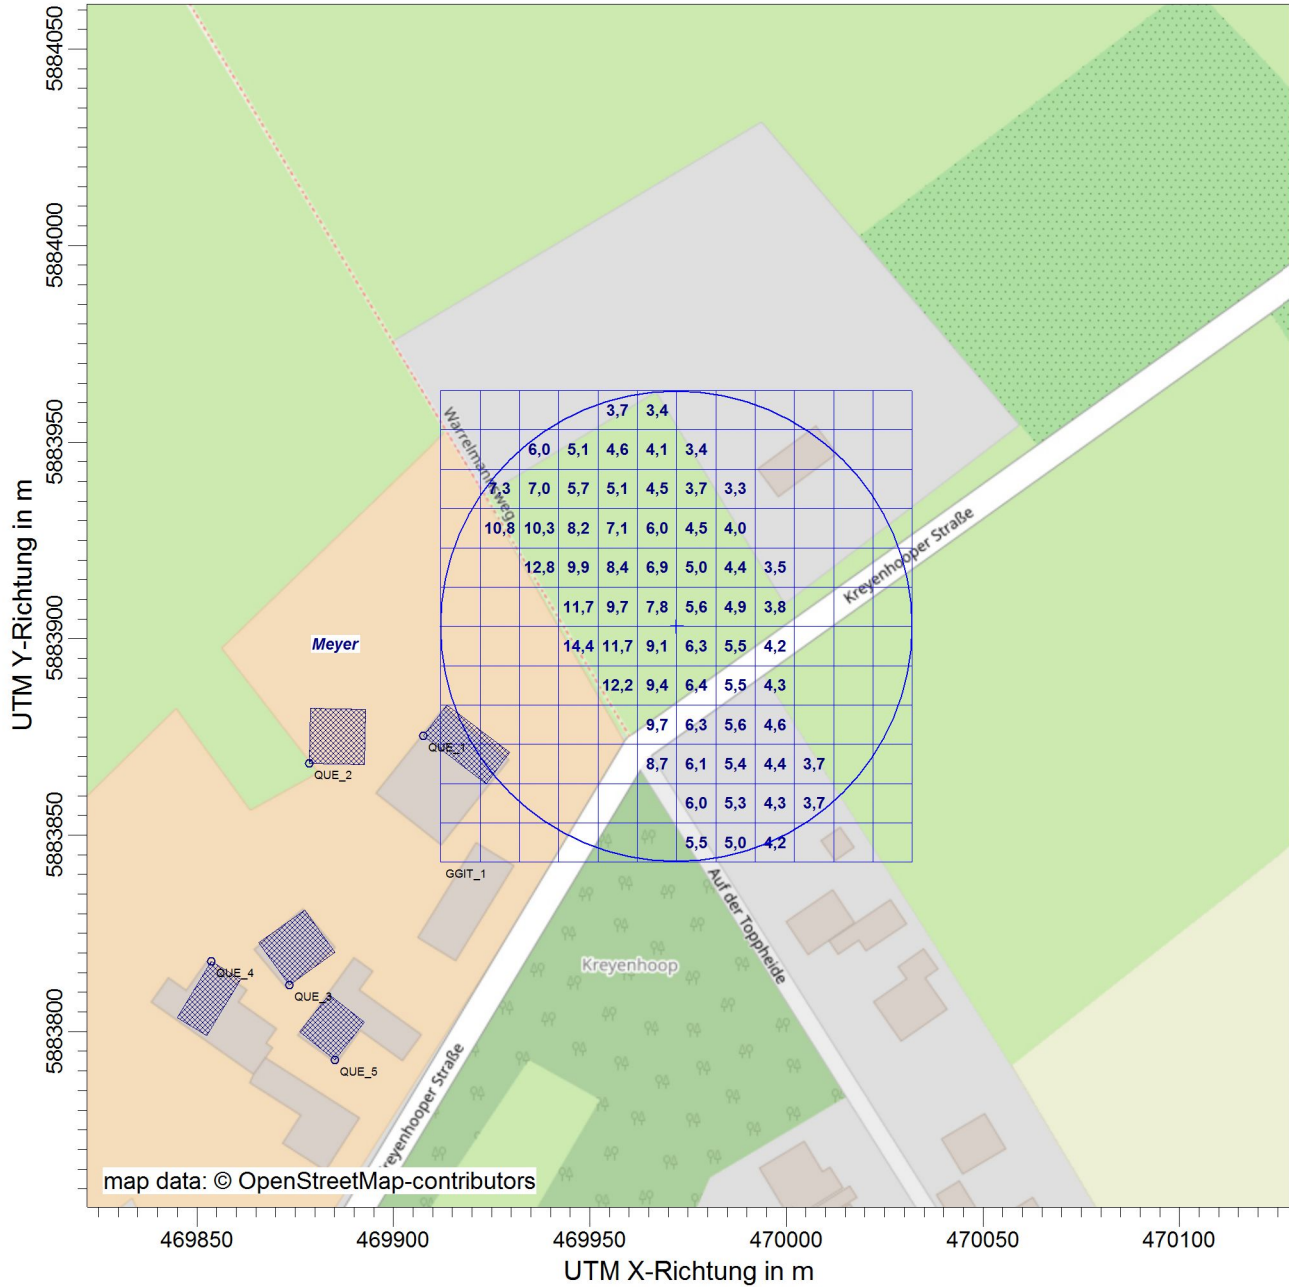 5884050
5884000
5883950
5883900
5883850
5883800
UTM Y-Richtung in m
3,7 3,4
6,0 5,1 4,6 4,1 3,4
7,3 7,0 5,7 5,1 4,5 3,7 3,3
10,8 10,3 8,2 7,1 6,0 4,5 4,0
12,8 9,9 8,4 6,9 5,0 4,4 3,5
11,7 9,7 7,8 5,6 4,9 3,8
14,4 11,7 9,1 6,3 5,5 4,2
12,2 9,4 6,4 5,5 4,3
9,7 6,3 5,6 4,6
8,7 6,1 5,4 4,4 3,7
6,0 5,3 4,3 3,7
5,5 5,0 4,2
Warrelmannsweg
Kreyenhooper Straße
Meyer
QUE_1
QUE_2
GGIT_1
QUE_4
QUE_3
QUE_5
Kreyenhoop
Auf der Toppheide
Kreyenhooper Straße
map data: © OpenStreetMap-contributors
469850 469900 469950 470000 470050 470100
UTM X-Richtung in m